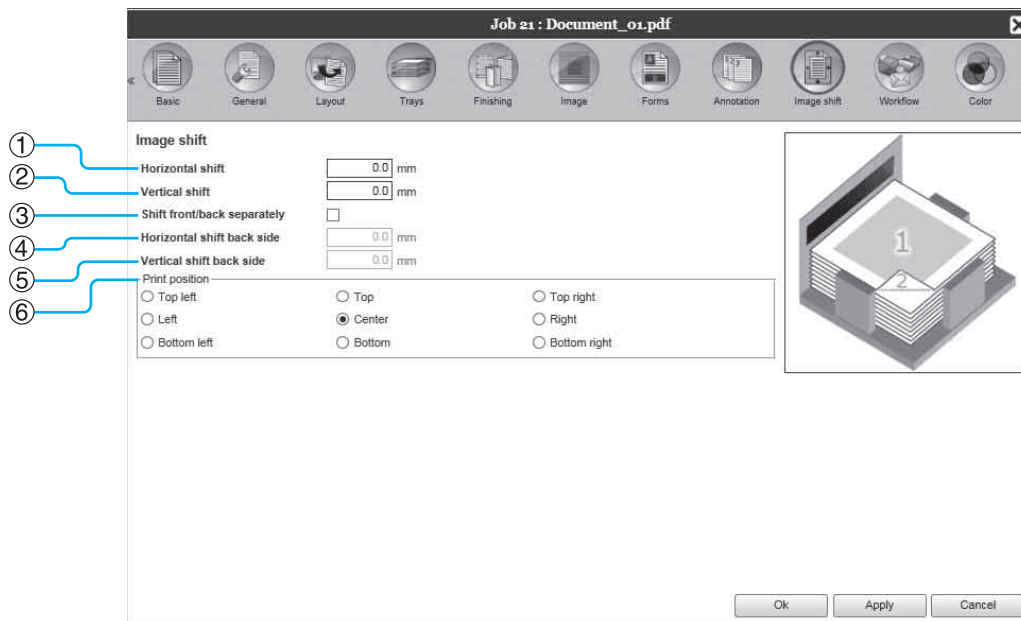 Job 21 : Document_01.pdf
«
Basic General Layout Trays Finishing Image Forms Annotation Image shift Workflow Color
Image shift
① Horizontal shift 0.0 mm
② Vertical shift 0.0 mm
③ Shift front/back separately
④ Horizontal shift back side 0.0 mm
⑤ Vertical shift back side 0.0 mm
⑥ Print position
Top left Top Top right
Left Center Right
Bottom left Bottom Bottom right
1
2
Ok Apply Cancel